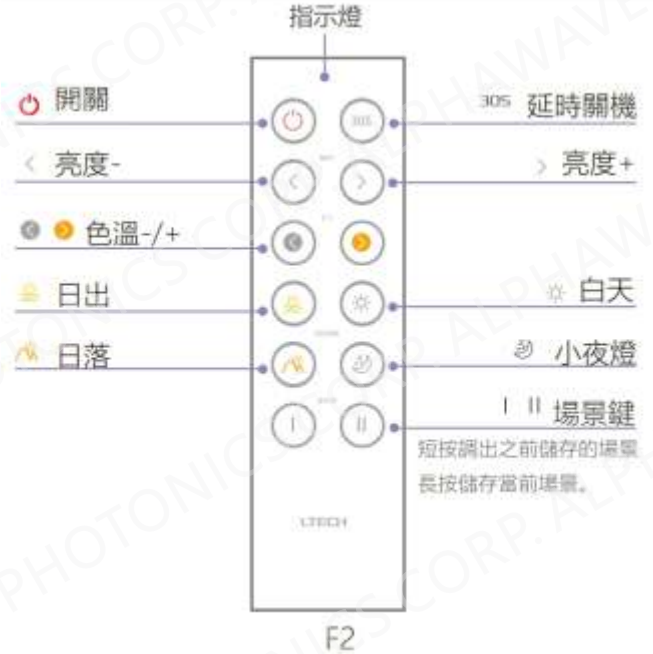 指示燈
開關
30S 延時關機
30S
亮度-
亮度+
色溫-/+
日出
白天
日落
小夜燈
I II 場景鍵
I II
短按調出之前儲存的場景
長按儲存當前場景。
LTECH
F2